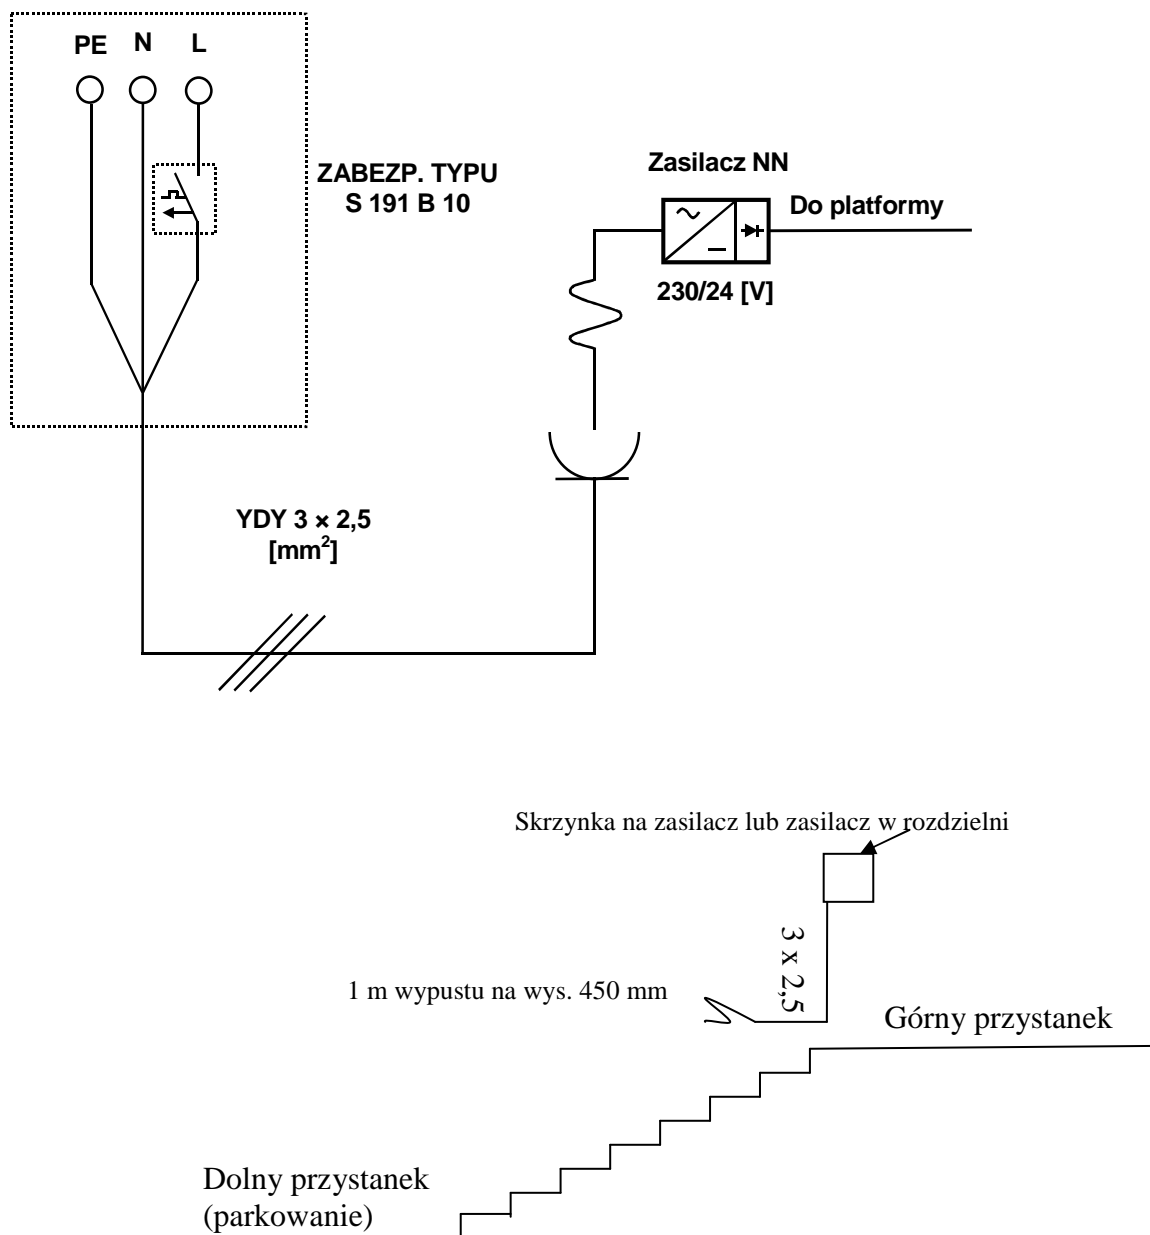 PE N L
ZABEZP. TYPU
S 191 B 10
Zasilacz NN
Do platformy
230/24 [V]
YDY 3 × 2,5
[mm²]
Skrzynka na zasilacz lub zasilacz w rozdzielni
3 x 2,5
1 m wypustu na wys. 450 mm
Górny przystanek
Dolny przystanek
(parkowanie)